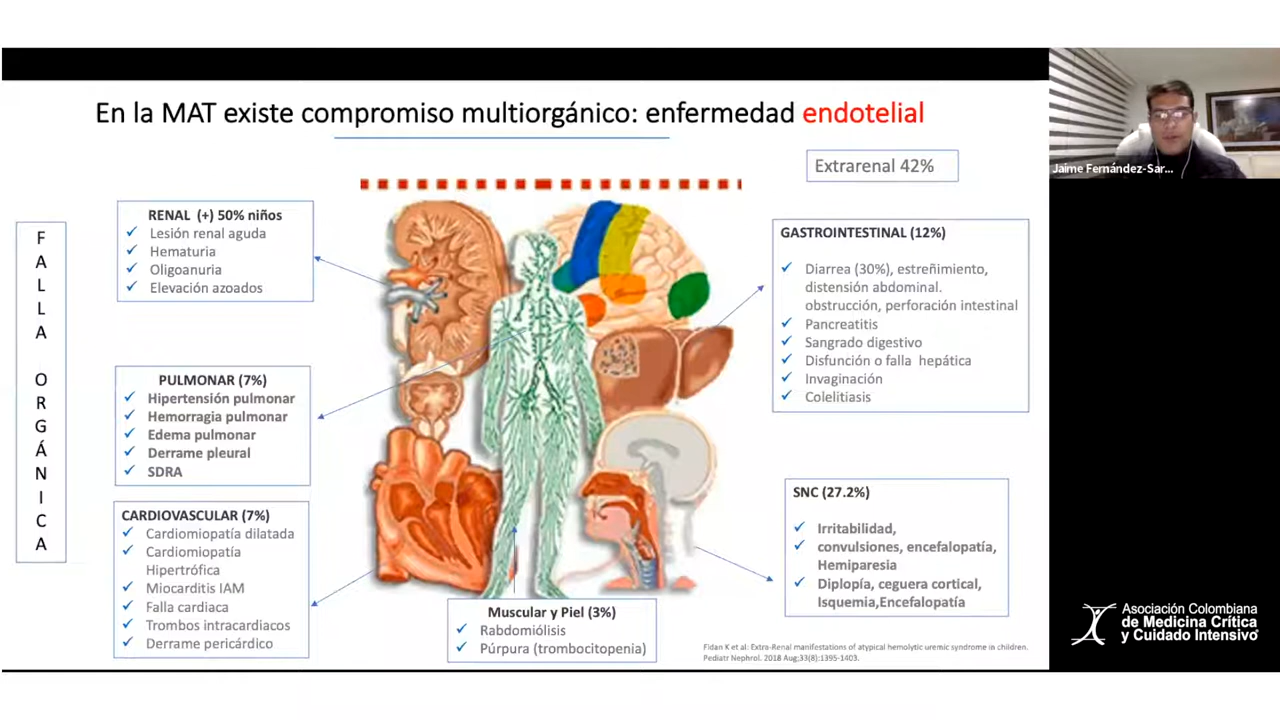 En la MAT existe compromiso multiorgánico: enfermedad endotelial
Extrarenal 42%
Jaime Fernández-Sar...
F
A
L
L
A
O
R
G
Á
N
I
C
A
RENAL (+) 50% niños
Lesión renal aguda
Hematuria
Oligoanuria
Elevación azoados
PULMONAR (7%)
Hipertensión pulmonar
Hemorragia pulmonar
Edema pulmonar
Derrame pleural
SDRA
CARDIOVASCULAR (7%)
Cardiomiopatía dilatada
Cardiomiopatía
Hipertrófica
Miocarditis IAM
Falla cardiaca
Trombos intracardiacos
Derrame pericárdico
Muscular y Piel (3%)
Rabdomiólisis
Púrpura (trombocitopenia)
GASTROINTESTINAL (12%)
Diarrea (30%), estreñimiento,
distensión abdominal.
obstrucción, perforación intestinal
Pancreatitis
Sangrado digestivo
Disfunción o falla hepática
Invaginación
Colelitiasis
SNC (27.2%)
Irritabilidad,
convulsiones, encefalopatía,
Hemiparesia
Diplopía, ceguera cortical,
Isquemia,Encefalopatía
Fidan K et al: Extra-Renal manifestations of atypical hemolytic uremic syndrome in children.
Pediatr Nephrol. 2018 Aug;33(8):1395-1403.
Asociación Colombiana
de Medicina Crítica
y Cuidado Intensivo